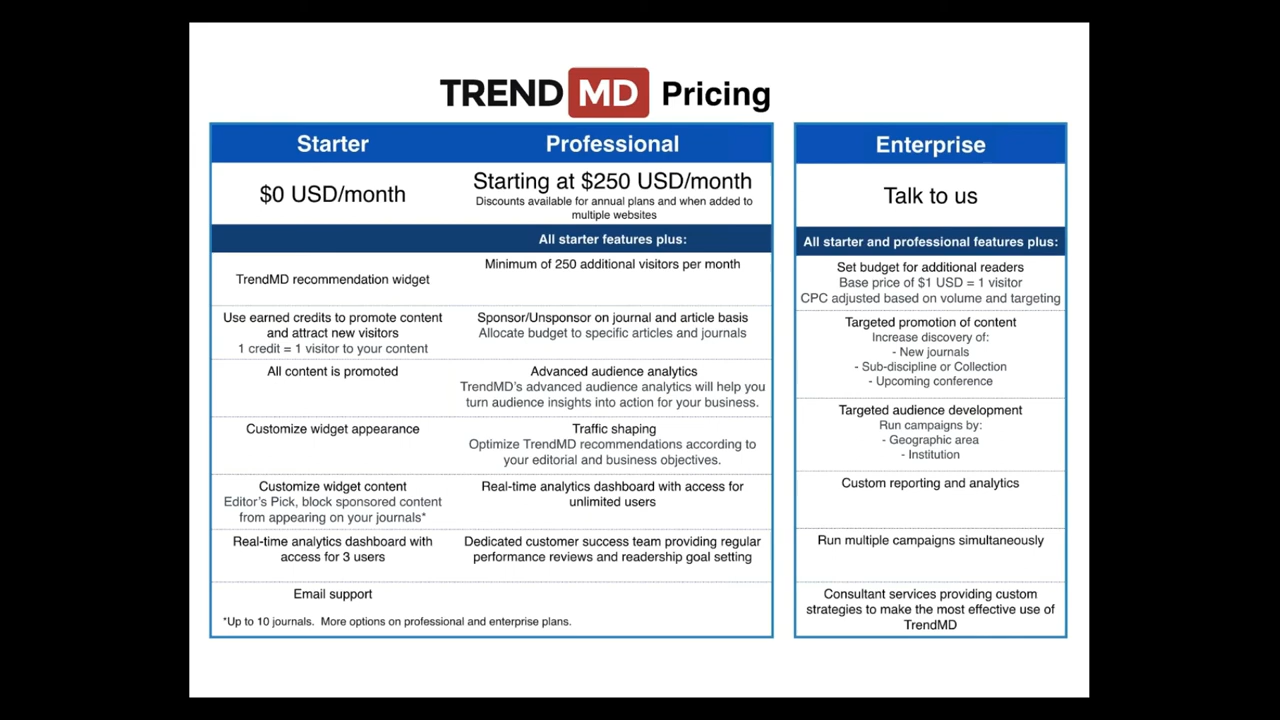 TREND MD Pricing
Starter
$0 USD/month
TrendMD recommendation widget
Use earned credits to promote content
and attract new visitors
1 credit = 1 visitor to your content
All content is promoted
Customize widget appearance
Customize widget content
Editor's Pick, block sponsored content
from appearing on your journals*
Real-time analytics dashboard with
access for 3 users
Email support
*Up to 10 journals.  More options on professional and enterprise plans.
Professional
Starting at $250 USD/month
Discounts available for annual plans and when added to
multiple websites
All starter features plus:
Minimum of 250 additional visitors per month
Sponsor/Unsponsor on journal and article basis
Allocate budget to specific articles and journals
Advanced audience analytics
TrendMD's advanced audience analytics will help you
turn audience insights into action for your business.
Traffic shaping
Optimize TrendMD recommendations according to
your editorial and business objectives.
Real-time analytics dashboard with access for
unlimited users
Dedicated customer success team providing regular
performance reviews and readership goal setting
Enterprise
Talk to us
All starter and professional features plus:
Set budget for additional readers
Base price of $1 USD = 1 visitor
CPC adjusted based on volume and targeting
Targeted promotion of content
Increase discovery of:
- New journals
- Sub-discipline or Collection
- Upcoming conference
Targeted audience development
Run campaigns by:
- Geographic area
- Institution
Custom reporting and analytics
Run multiple campaigns simultaneously
Consultant services providing custom
strategies to make the most effective use of
TrendMD